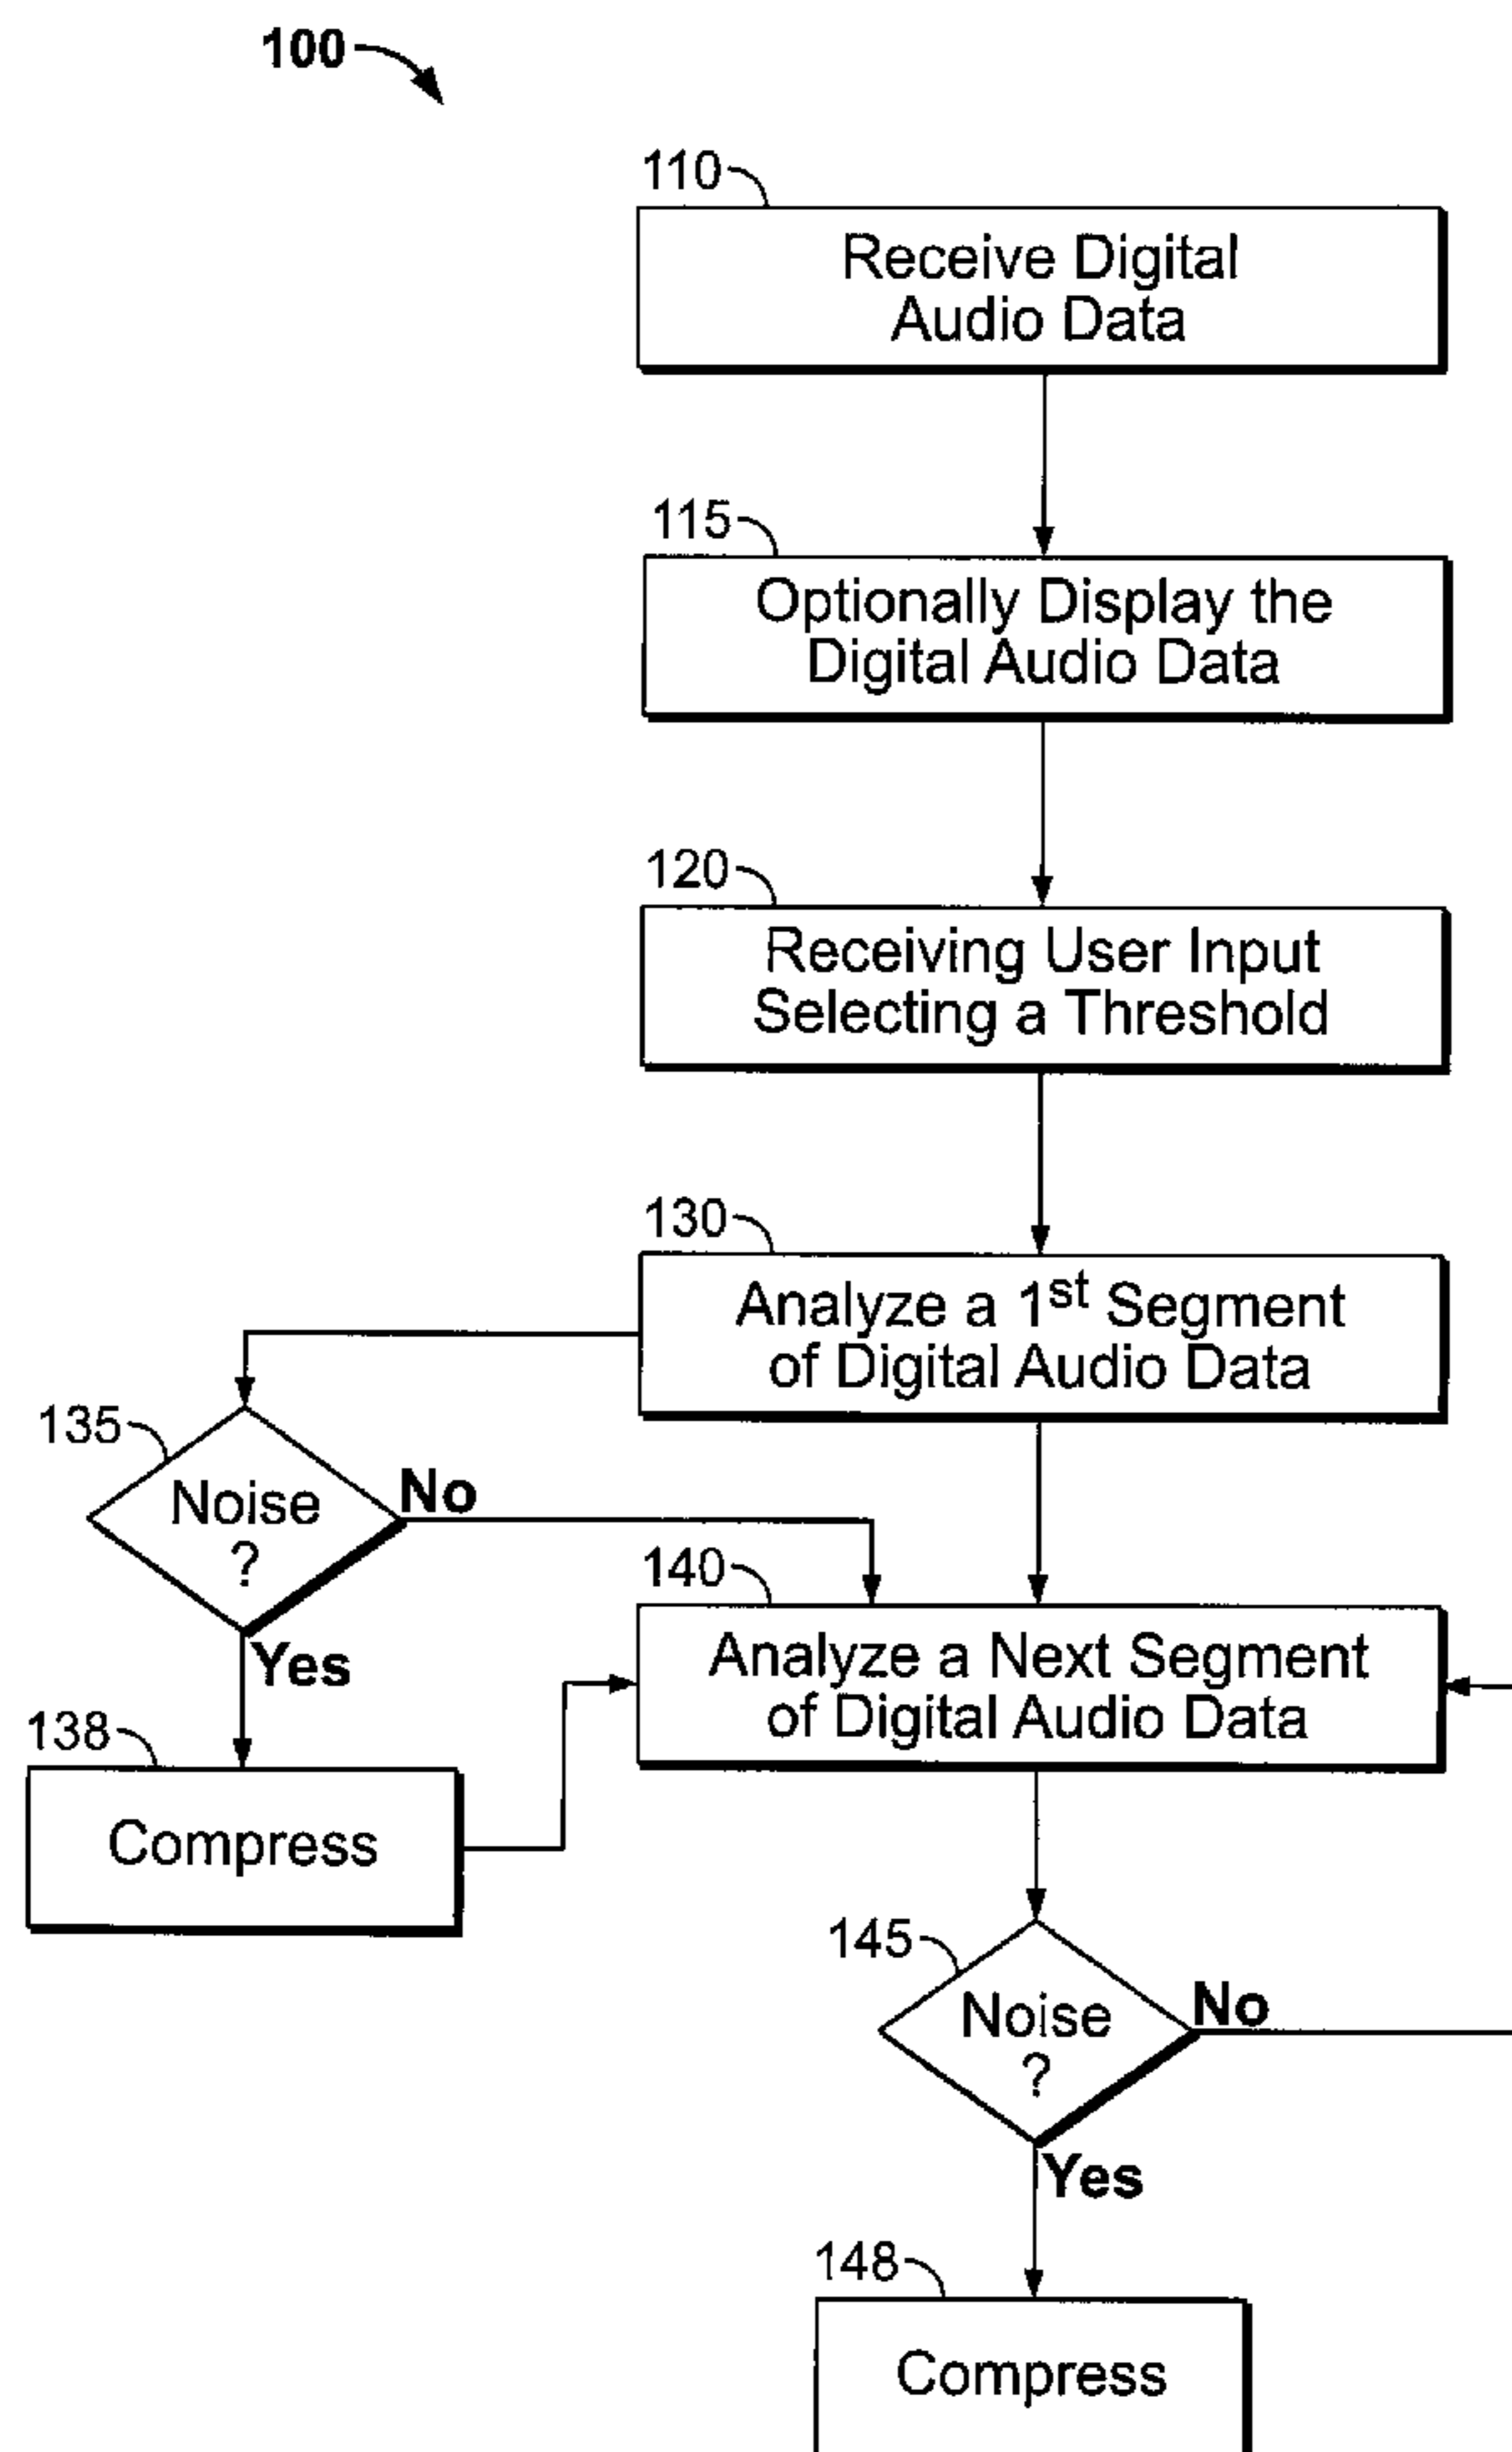 100
110
Receive Digital
Audio Data
115
Optionally Display the
Digital Audio Data
120
Receiving User Input
Selecting a Threshold
130
Analyze a 1st Segment
of Digital Audio Data
135
Noise
?
No
Yes
140
Analyze a Next Segment
of Digital Audio Data
138
Compress
145
Noise
?
No
Yes
148
Compress